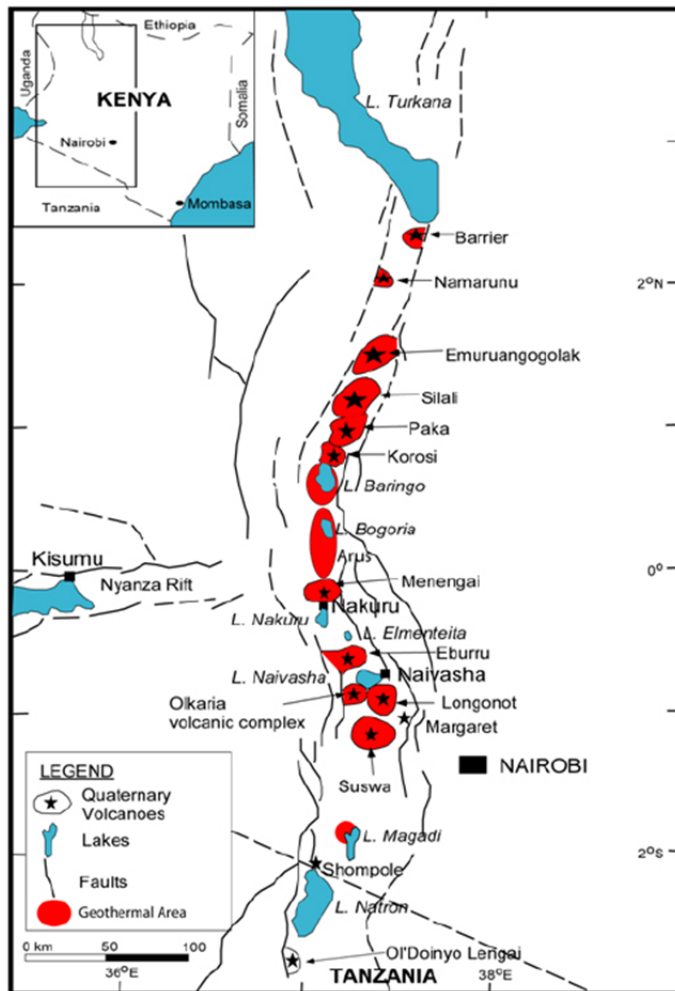 Ethiopia
Uganda
KENYA
Somalia
Nairobi
Tanzania
Mombasa
L. Turkana
Barrier
Namarunu
2°N
Emuruangogolak
Silali
Paka
Korosi
L. Baringo
L. Bogoria
Arus
Kisumu
Nyanza Rift
0°
Menengai
Nakuru
L. Nakuru
L. Elmenteita
Eburru
L. Naivasha
Naivasha
Olkaria
volcanic complex
Longonot
Margaret
NAIROBI
Suswa
LEGEND
Quaternary
Volcanoes
Lakes
Faults
Geothermal Area
0 km
50
100
L. Magadi
2°S
Shompole
L. Natron
Ol'Doinyo Lengai
TANZANIA
36°E
38°E